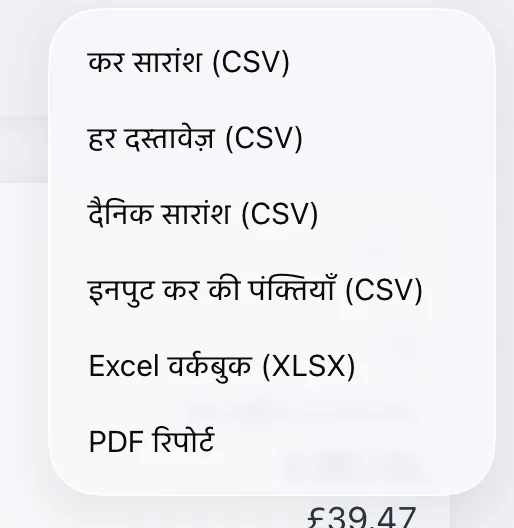 कर सारांश (CSV)
हर दस्तावेज़ (CSV)
दैनिक सारांश (CSV)
इनपुट कर की पंक्तियाँ (CSV)
Excel वर्कबुक (XLSX)
PDF रिपोर्ट
£39.47